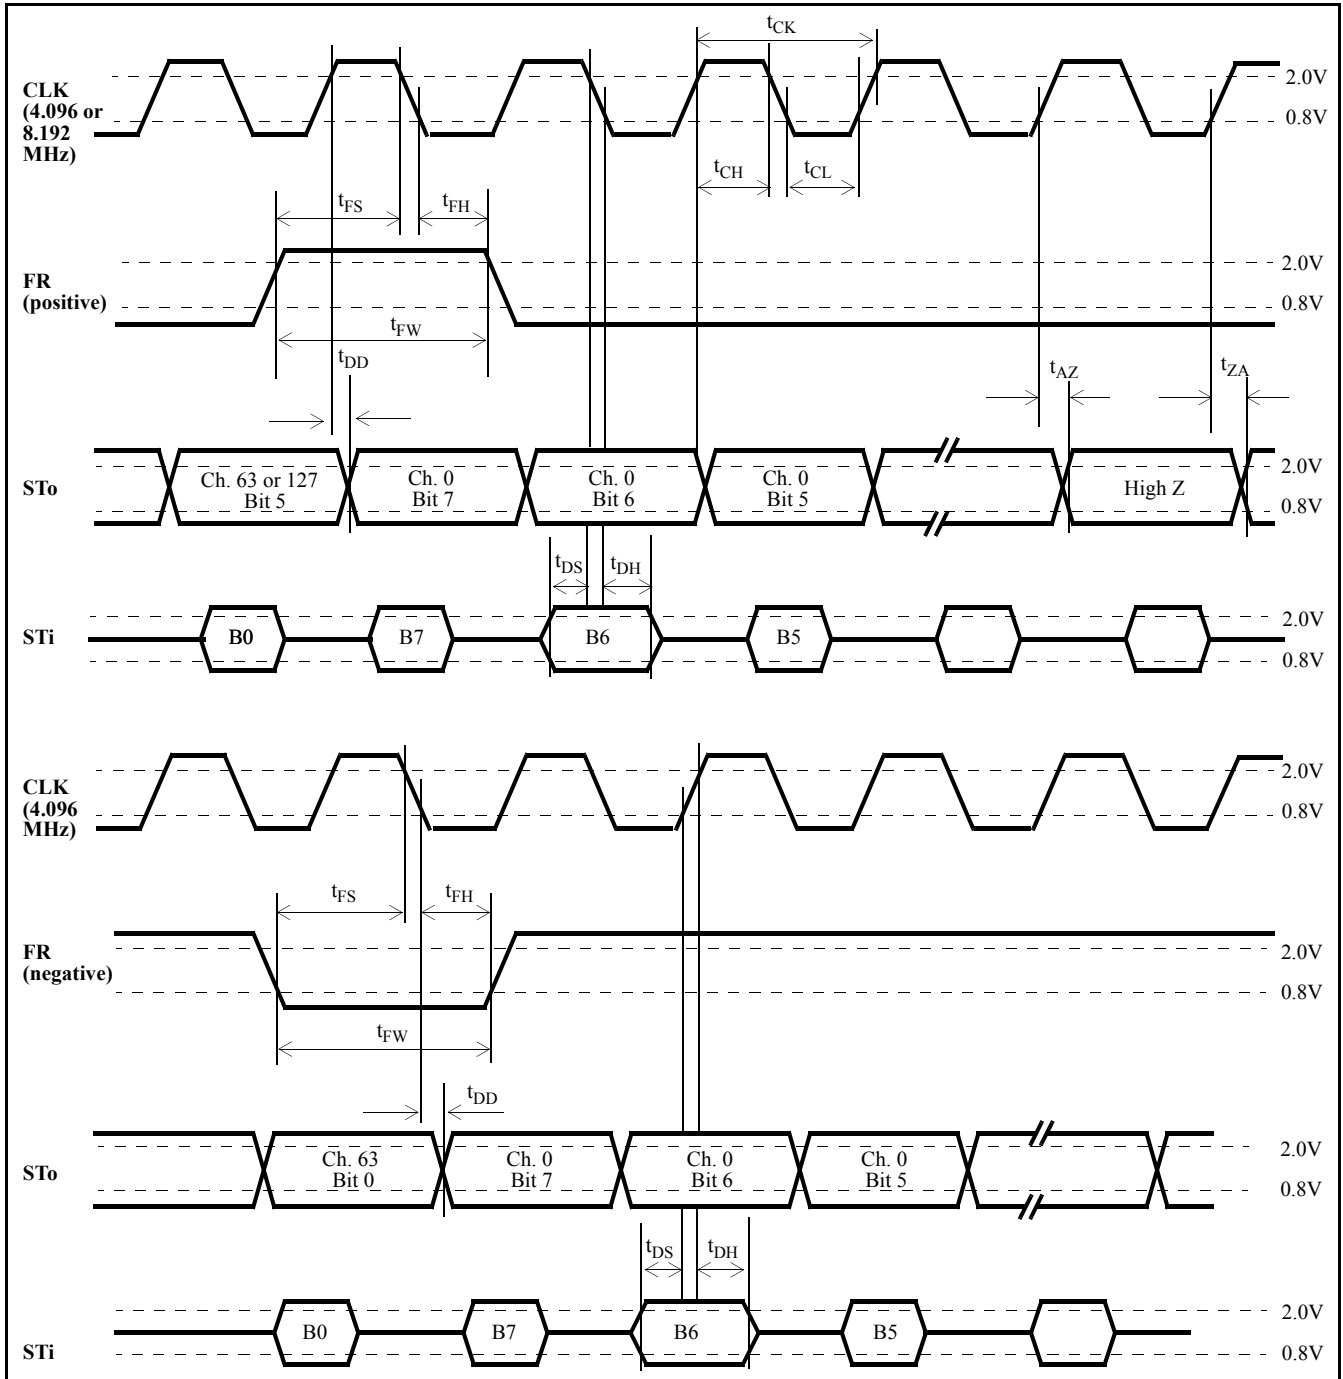 tCK
CLK
(4.096 or
8.192
MHz)
2.0V
0.8V
tCH
tCL
tFS
tFH
FR
(positive)
2.0V
0.8V
tFW
tDD
tAZ
tZA
STo
Ch. 63 or 127
Bit 5
Ch. 0
Bit 7
Ch. 0
Bit 6
Ch. 0
Bit 5
High Z
2.0V
0.8V
tDS
tDH
STi
B0
B7
B6
B5
2.0V
0.8V
CLK
(4.096
MHz)
2.0V
0.8V
tFS
tFH
FR
(negative)
2.0V
0.8V
tFW
tDD
STo
Ch. 63
Bit 0
Ch. 0
Bit 7
Ch. 0
Bit 6
Ch. 0
Bit 5
2.0V
0.8V
tDS
tDH
STi
B0
B7
B6
B5
2.0V
0.8V